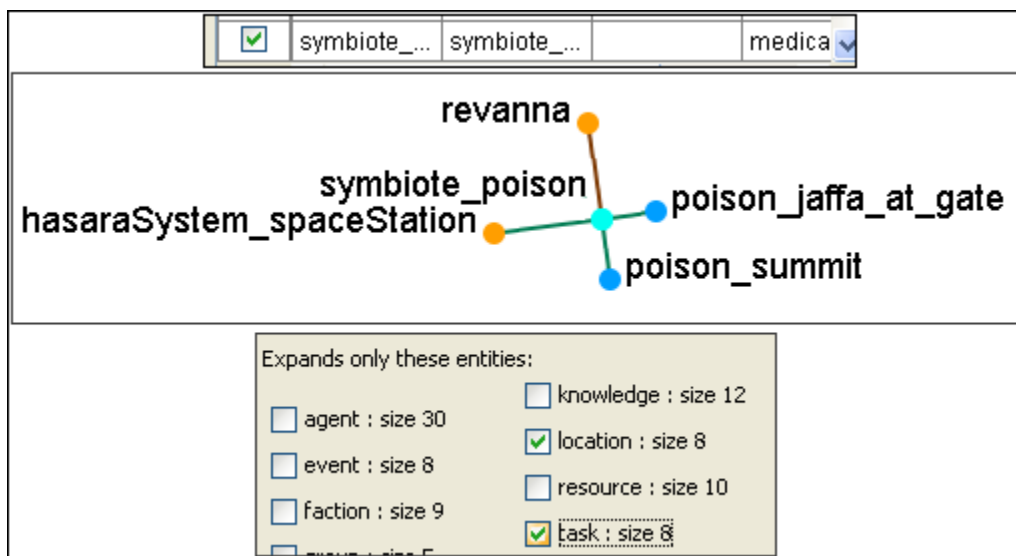 symbiote_... symbiote_... medica
revanna
symbiote_poison
poison_jaffa_at_gate
hasaraSystem_spaceStation
poison_summit
Expands only these entities:
agent : size 30
event : size 8
faction : size 9
knowledge : size 12
location : size 8
resource : size 10
task : size 8